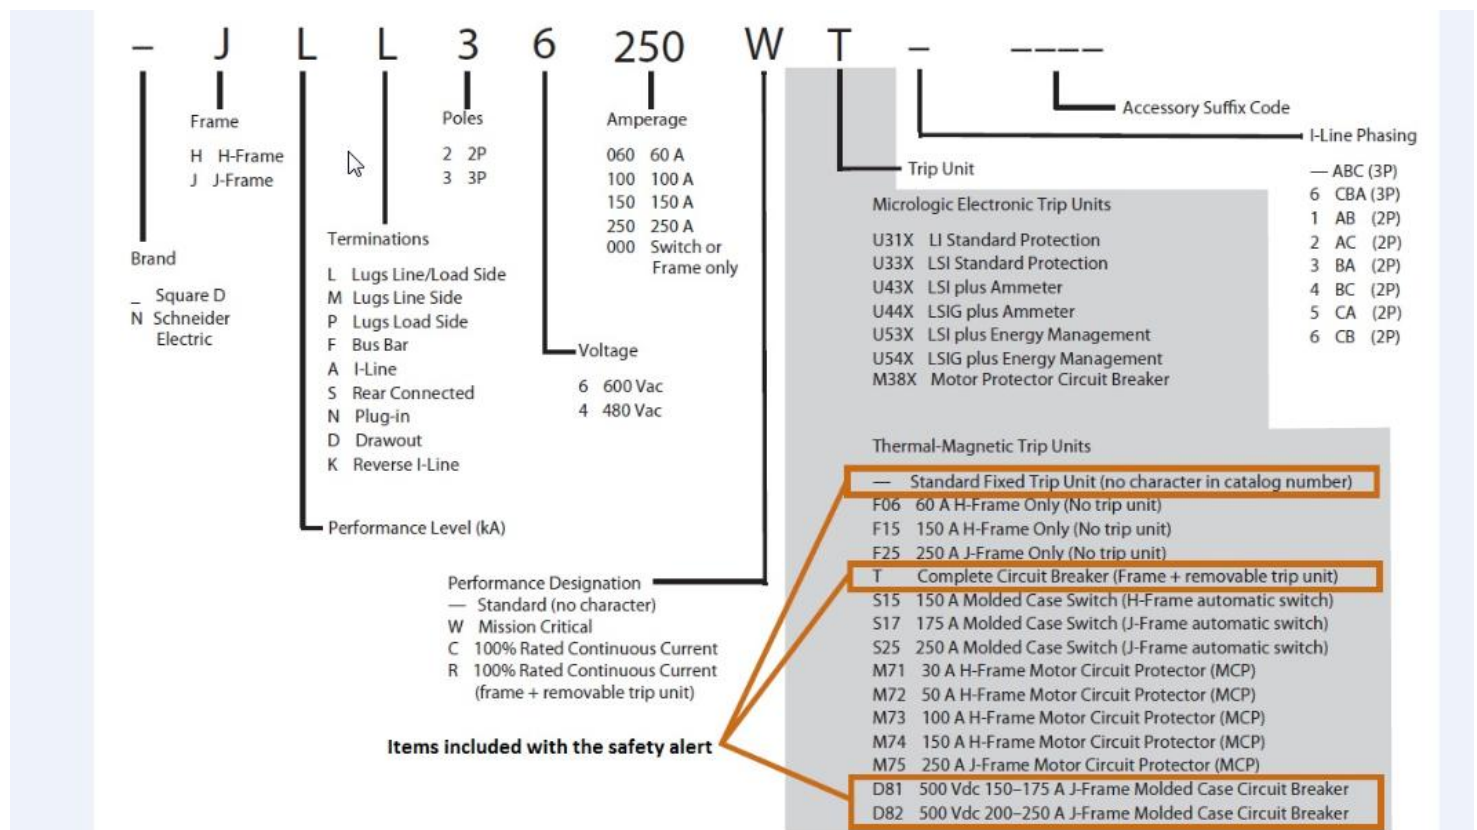 – J L L 3 6 250 W T – ––––
Accessory Suffix Code
I-Line Phasing
— ABC (3P)
6 CBA (3P)
1 AB (2P)
2 AC (2P)
3 BA (2P)
4 BC (2P)
5 CA (2P)
6 CB (2P)
Frame
H H-Frame
J J-Frame
Poles
2 2P
3 3P
Amperage
060 60 A
100 100 A
150 150 A
250 250 A
000 Switch or
Frame only
Brand
_ Square D
N Schneider
Electric
Terminations
L Lugs Line/Load Side
M Lugs Line Side
P Lugs Load Side
F Bus Bar
A I-Line
S Rear Connected
N Plug-in
D Drawout
K Reverse I-Line
Voltage
6 600 Vac
4 480 Vac
Performance Level (kA)
Performance Designation
— Standard (no character)
W Mission Critical
C 100% Rated Continuous Current
R 100% Rated Continuous Current
(frame + removable trip unit)
Items included with the safety alert
Trip Unit
Micrologic Electronic Trip Units
U31X LI Standard Protection
U33X LSI Standard Protection
U43X LSI plus Ammeter
U44X LSIG plus Ammeter
U53X LSI plus Energy Management
U54X LSIG plus Energy Management
M38X Motor Protector Circuit Breaker
Thermal-Magnetic Trip Units
— Standard Fixed Trip Unit (no character in catalog number)
F06 60 A H-Frame Only (No trip unit)
F15 150 A H-Frame Only (No trip unit)
F25 250 A J-Frame Only (No trip unit)
T Complete Circuit Breaker (Frame + removable trip unit)
S15 150 A Molded Case Switch (H-Frame automatic switch)
S17 175 A Molded Case Switch (J-Frame automatic switch)
S25 250 A Molded Case Switch (J-Frame automatic switch)
M71 30 A H-Frame Motor Circuit Protector (MCP)
M72 50 A H-Frame Motor Circuit Protector (MCP)
M73 100 A H-Frame Motor Circuit Protector (MCP)
M74 150 A H-Frame Motor Circuit Protector (MCP)
M75 250 A J-Frame Motor Circuit Protector (MCP)
D81 500 Vdc 150–175 A J-Frame Molded Case Circuit Breaker
D82 500 Vdc 200–250 A J-Frame Molded Case Circuit Breaker